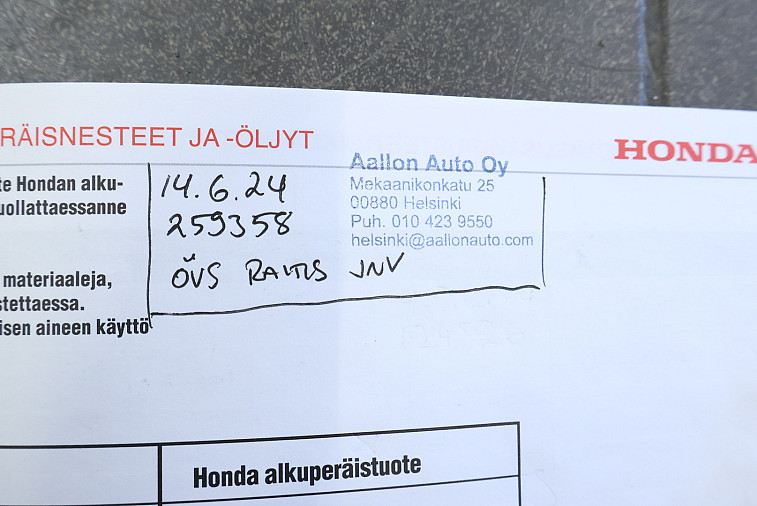 RÄISNESTEET JA -ÖLJYT
HONDA
te Hondan alku-
uollattaessanne
materiaaleja,
stettaessa.
isen aineen käyttö
14.6.24
259358
ÖVS RAITIS JNV
Aallon Auto Oy
Mekaanikonkatu 25
00880 Helsinki
Puh. 010 423 9550
helsinki@aallonauto.com
Honda alkuperäistuote